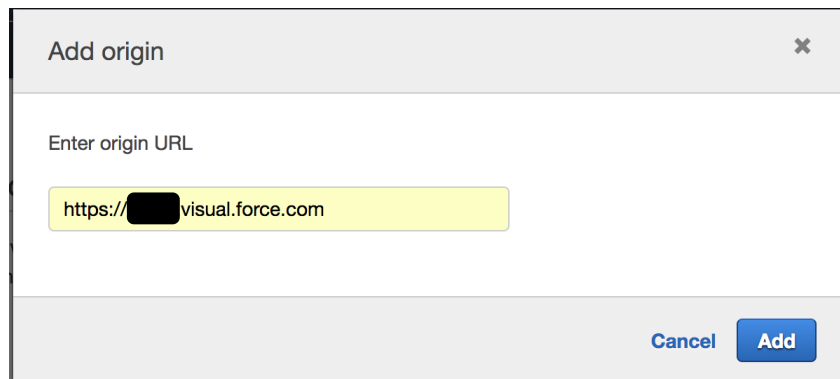 Add origin
Enter origin URL
https:// visual.force.com
Cancel
Add